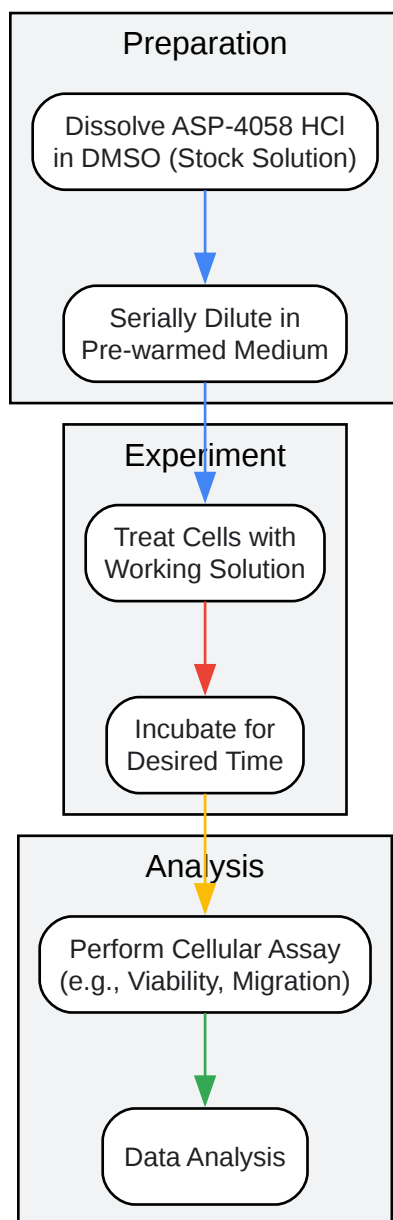 Preparation
Dissolve ASP-4058 HCl
in DMSO (Stock Solution)
Serially Dilute in
Pre-warmed Medium
Experiment
Treat Cells with
Working Solution
Incubate for
Desired Time
Analysis
Perform Cellular Assay
(e.g., Viability, Migration)
Data Analysis